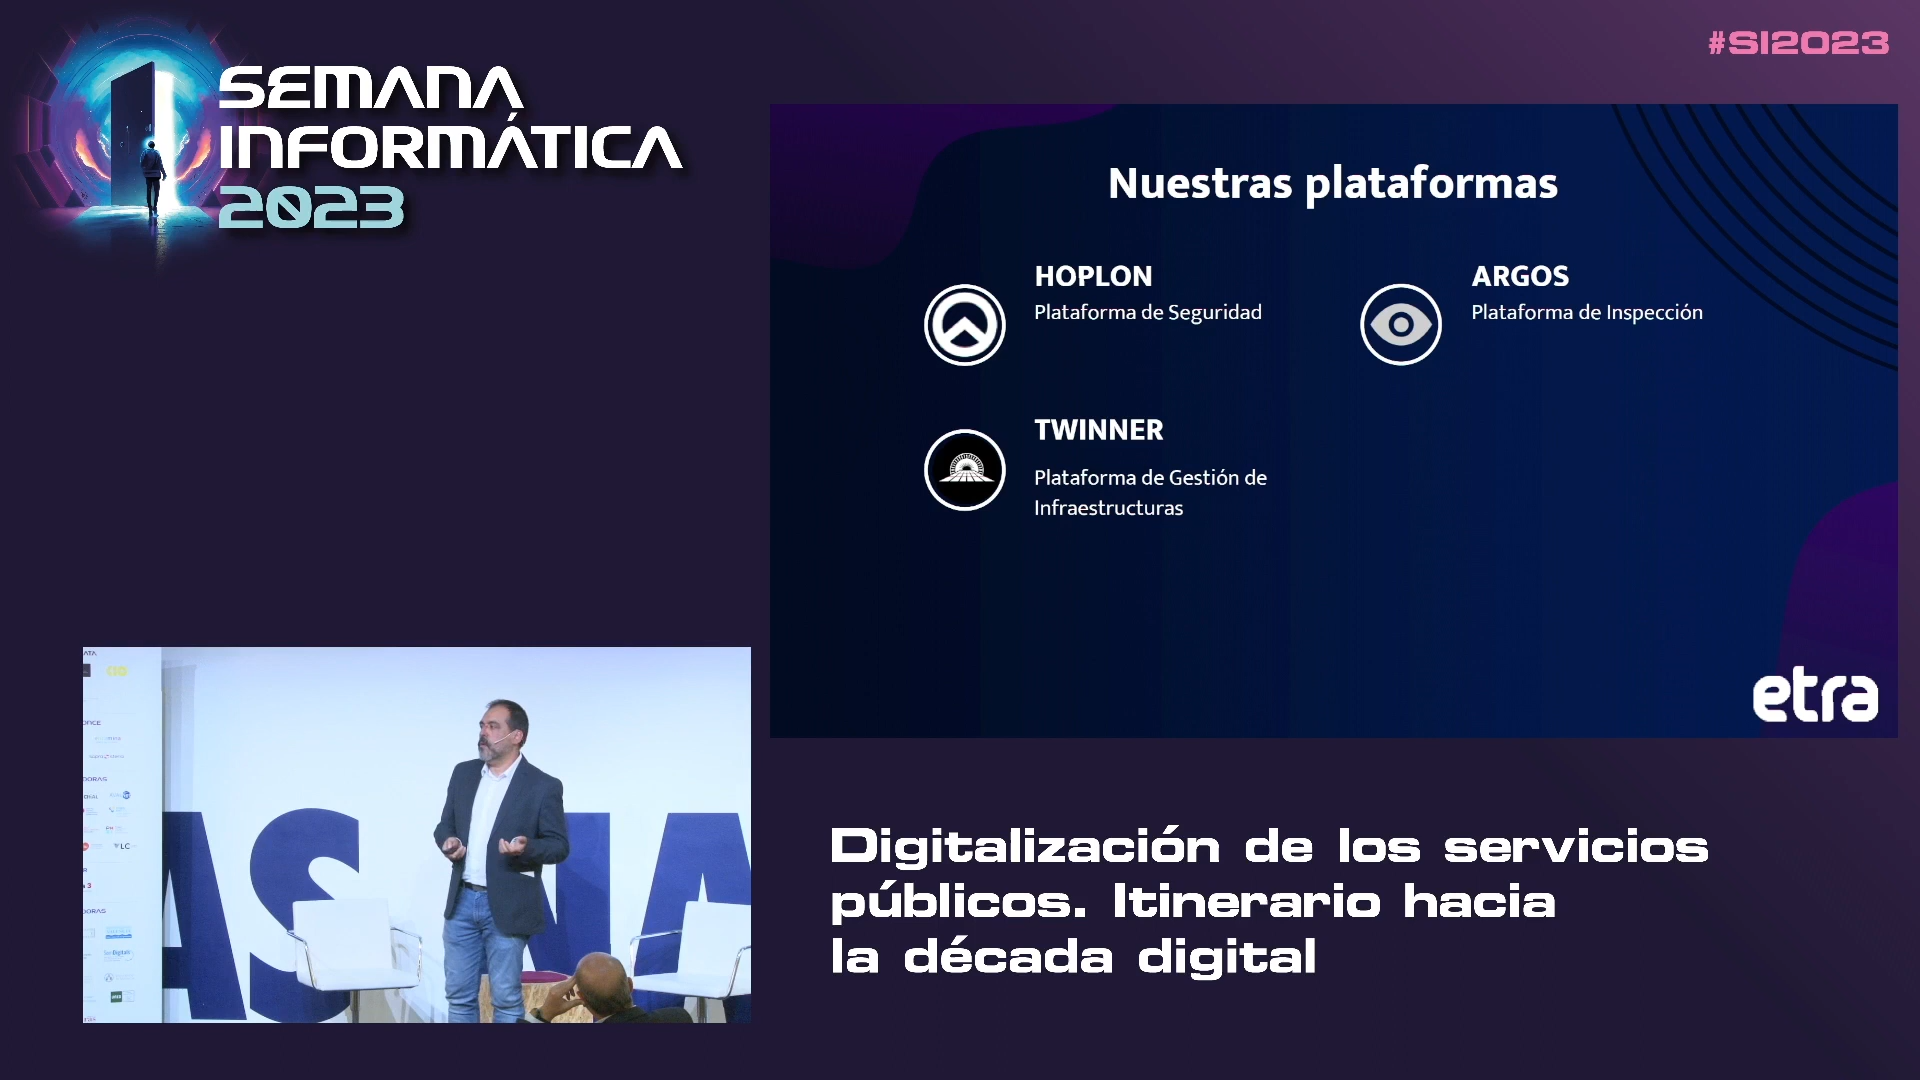 SEMANA
INFORMÁTICA
2023
#SI2023
Nuestras plataformas
HOPLON
Plataforma de Seguridad
ARGOS
Plataforma de Inspección
TWINNER
Plataforma de Gestión de
Infraestructuras
etra
Digitalización de los servicios
públicos. Itinerario hacia
la década digital